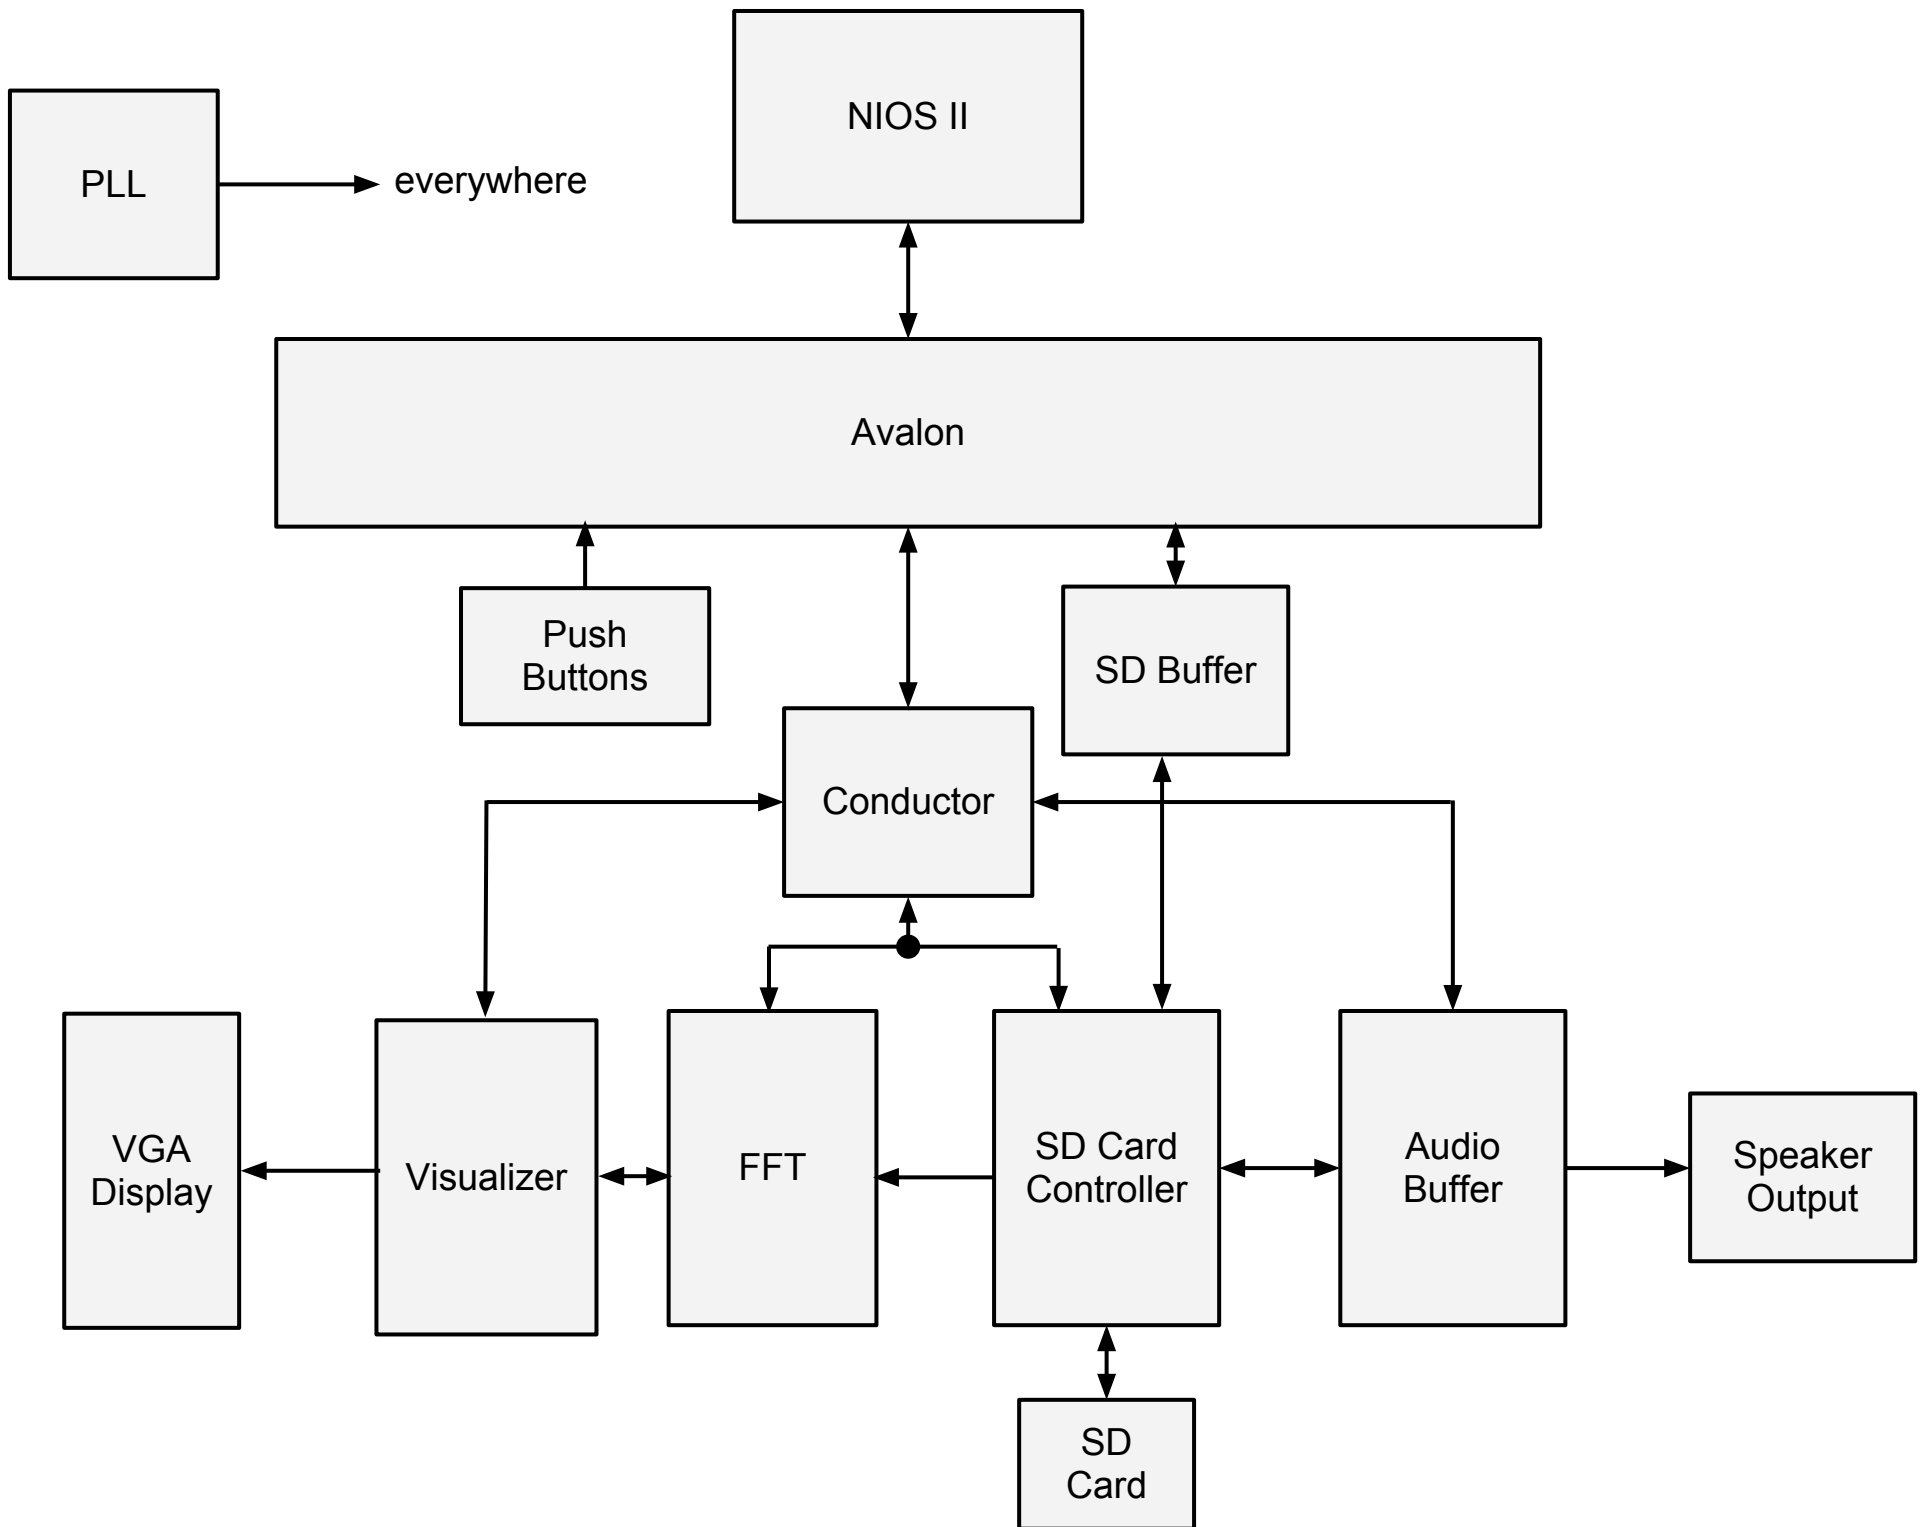 NIOS II
PLL
everywhere
Avalon
Push
Buttons
SD Buffer
Conductor
VGA
Display
Visualizer
FFT
SD Card
Controller
Audio
Buffer
Speaker
Output
SD
Card